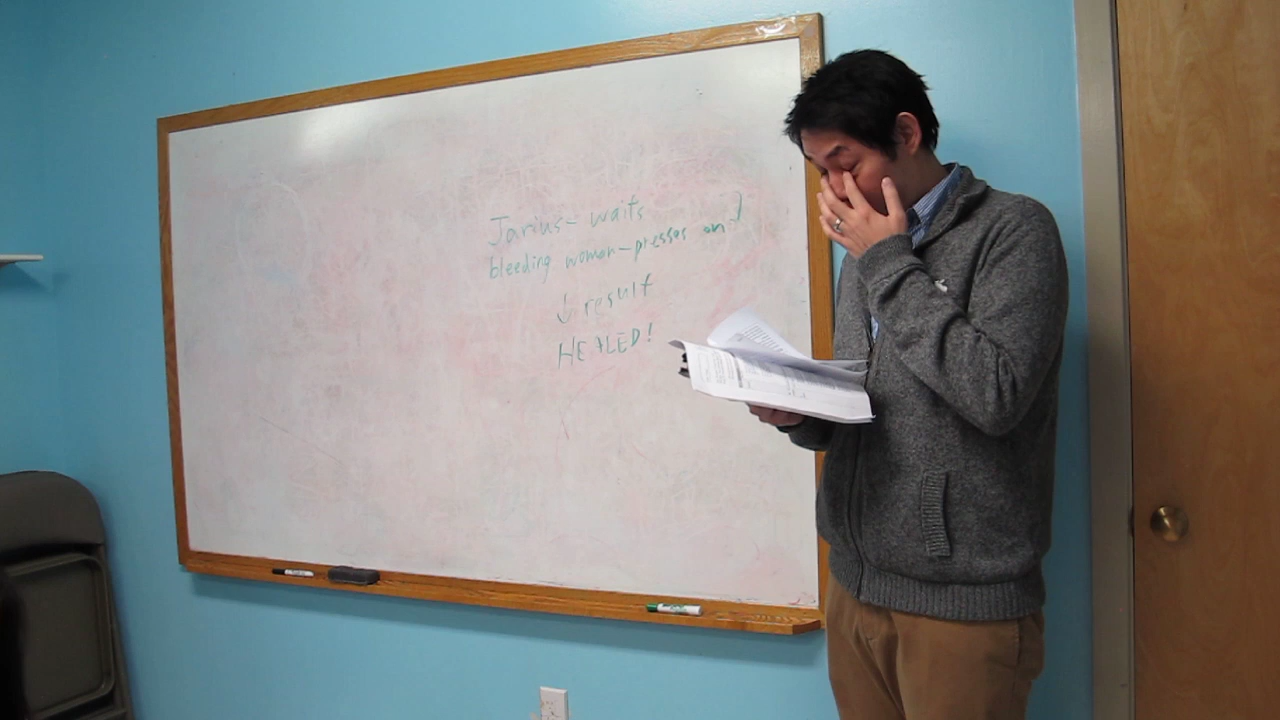 Jarius- waits
bleeding woman-presses on
↓ result
HEALED!